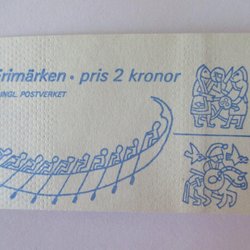 Frimärken · pris 2 kronor
KUNGL. POSTVERKET